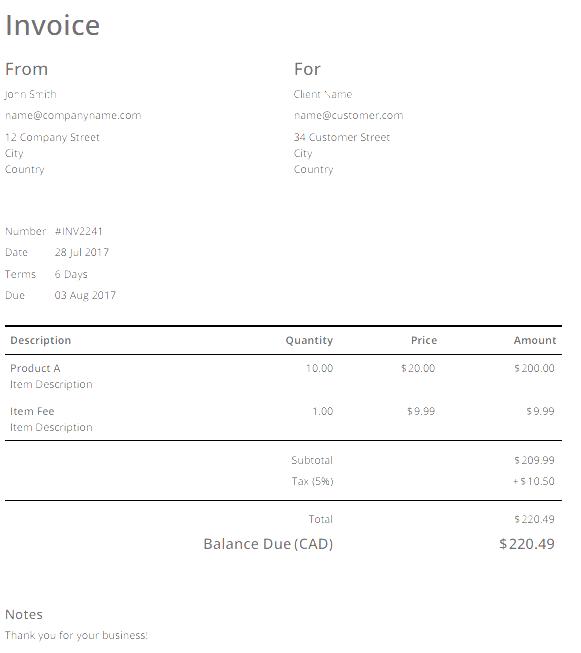 Invoice
From
For
John Smith
Client Name
name@companyname.com
name@customer.com
12 Company Street
34 Customer Street
City
City
Country
Country
Number #INV2241
Date 28 Jul 2017
Terms 6 Days
Due 03 Aug 2017
Description Quantity Price Amount
Product A 10.00 $20.00 $200.00
Item Description
Item Fee 1.00 $9.99 $9.99
Item Description
Subtotal $209.99
Tax (5%) +$10.50
Total $220.49
Balance Due (CAD) $220.49
Notes
Thank you for your business!